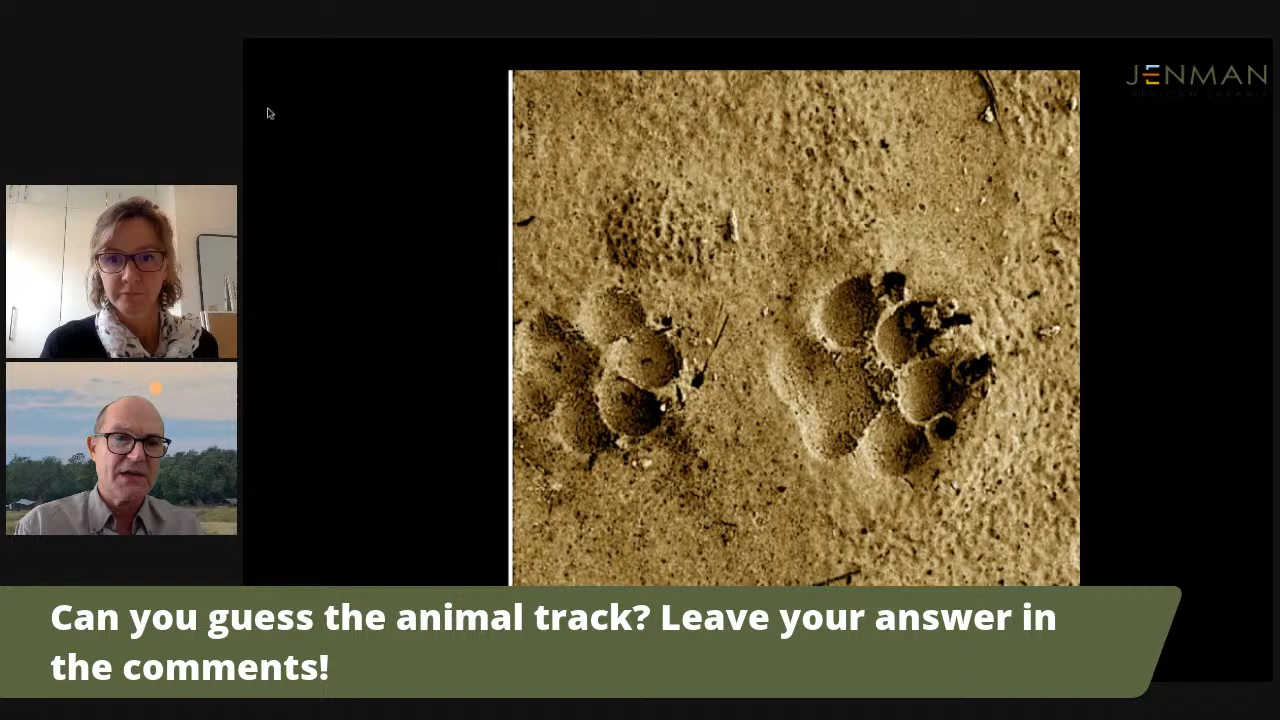 JENMAN
Can you guess the animal track? Leave your answer in
the comments!